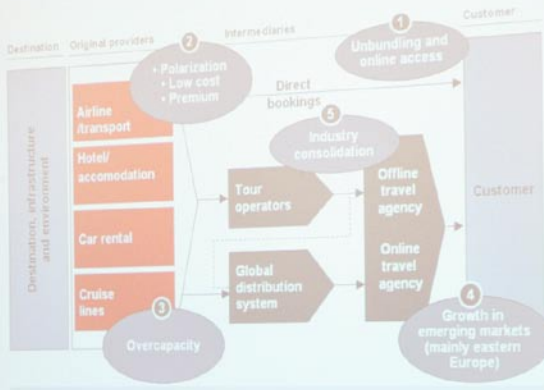 Destination
Original providers
Intermediaries
Customer
1
Unbundling and
online access
2
• Polarization
• Low cost
• Premium
Direct
bookings
Airline
/transport
5
Industry
consolidation
Hotel/
accomodation
Tour
operators
Offline
travel
agency
Customer
Destination, infrastructure
and environment
Car rental
Global
distribution
system
Online
travel
agency
Cruise
lines
3
Overcapacity
4
Growth in
emerging markets
(mainly eastern
Europe)